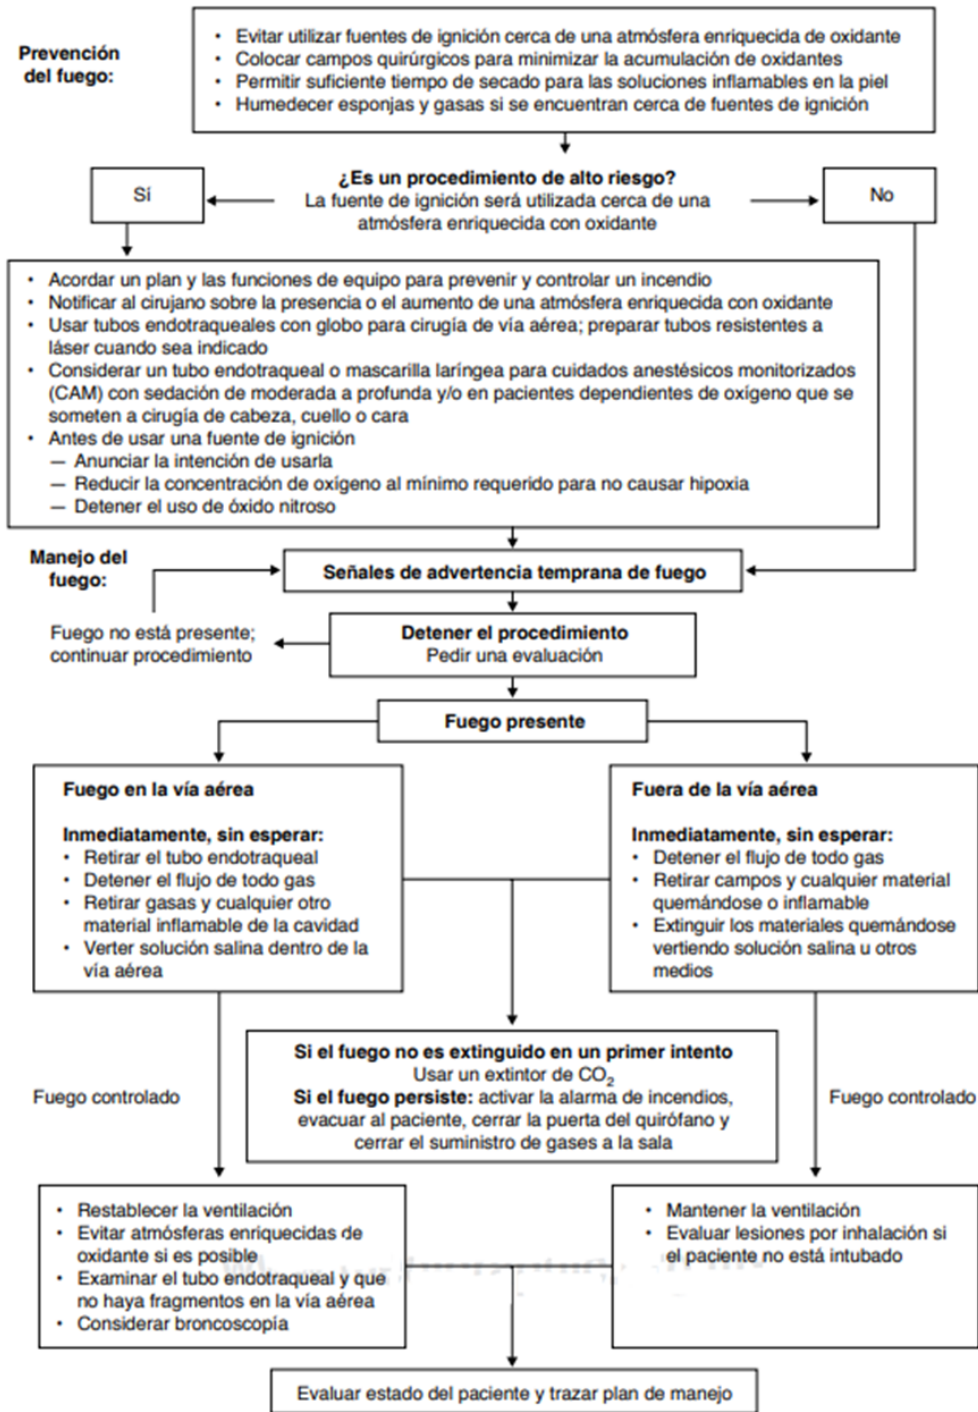 Prevención
del fuego:
• Evitar utilizar fuentes de ignición cerca de una atmósfera enriquecida de oxidante
• Colocar campos quirúrgicos para minimizar la acumulación de oxidantes
• Permitir suficiente tiempo de secado para las soluciones inflamables en la piel
• Humedecer esponjas y gasas si se encuentran cerca de fuentes de ignición
¿Es un procedimiento de alto riesgo?
La fuente de ignición será utilizada cerca de una
atmósfera enriquecida con oxidante
Sí
No
• Acordar un plan y las funciones de equipo para prevenir y controlar un incendio
• Notificar al cirujano sobre la presencia o el aumento de una atmósfera enriquecida con oxidante
• Usar tubos endotraqueales con globo para cirugía de vía aérea; preparar tubos resistentes a
láser cuando sea indicado
• Considerar un tubo endotraqueal o mascarilla laríngea para cuidados anestésicos monitorizados
(CAM) con sedación de moderada a profunda y/o en pacientes dependientes de oxígeno que se
someten a cirugía de cabeza, cuello o cara
• Antes de usar una fuente de ignición
— Anunciar la intención de usarla
— Reducir la concentración de oxígeno al mínimo requerido para no causar hipoxia
— Detener el uso de óxido nitroso
Manejo del
fuego:
Señales de advertencia temprana de fuego
Detener el procedimiento
Pedir una evaluación
Fuego no está presente;
continuar procedimiento
Fuego presente
Fuego en la vía aérea
Inmediatamente, sin esperar:
• Retirar el tubo endotraqueal
• Detener el flujo de todo gas
• Retirar gasas y cualquier otro
material inflamable de la cavidad
• Verter solución salina dentro de la
vía aérea
Fuera de la vía aérea
Inmediatamente, sin esperar:
• Detener el flujo de todo gas
• Retirar campos y cualquier material
quemándose o inflamable
• Extinguir los materiales quemándose
vertiendo solución salina u otros
medios
Si el fuego no es extinguido en un primer intento
Usar un extintor de CO₂
Si el fuego persiste: activar la alarma de incendios,
evacuar al paciente, cerrar la puerta del quirófano y
cerrar el suministro de gases a la sala
Fuego controlado
Fuego controlado
• Restablecer la ventilación
• Evitar atmósferas enriquecidas de
oxidante si es posible
• Examinar el tubo endotraqueal y que
no haya fragmentos en la vía aérea
• Considerar broncoscopía
• Mantener la ventilación
• Evaluar lesiones por inhalación si
el paciente no está intubado
Evaluar estado del paciente y trazar plan de manejo